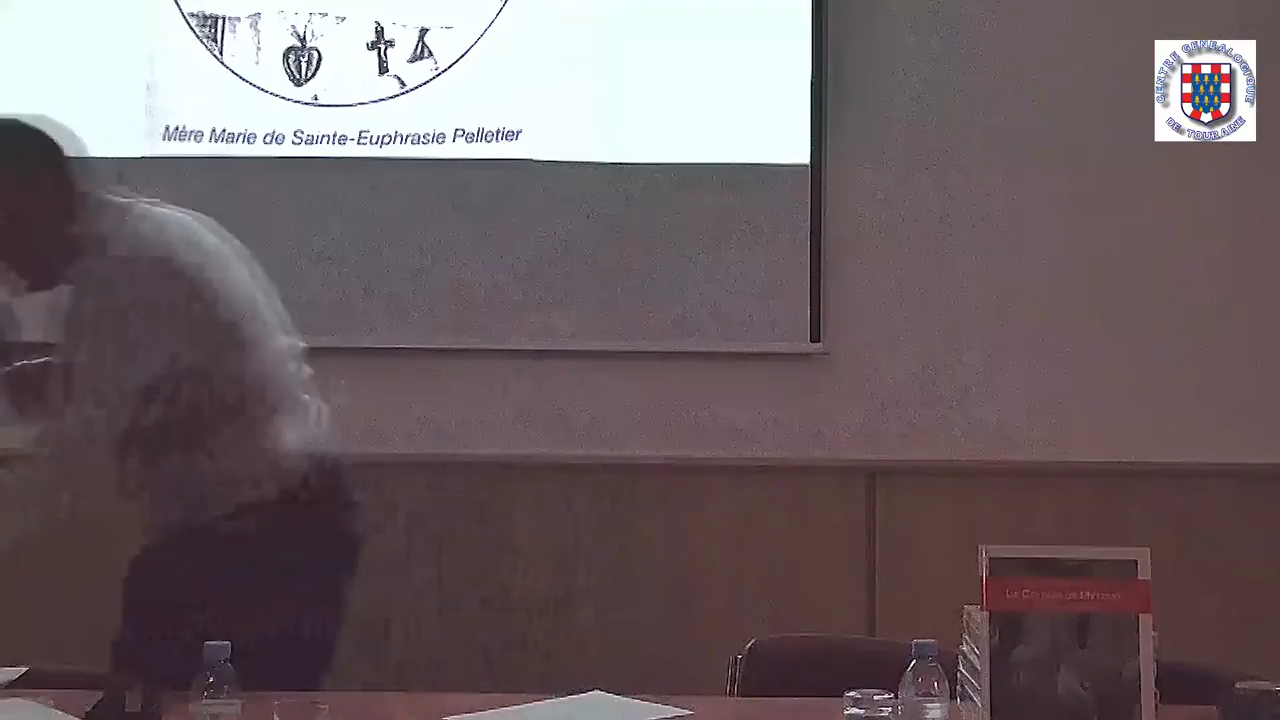 Mère Marie de Sainte-Euphrasie Pelletier
CENTRE GÉNÉALOGIQUE
DE TOURAINE